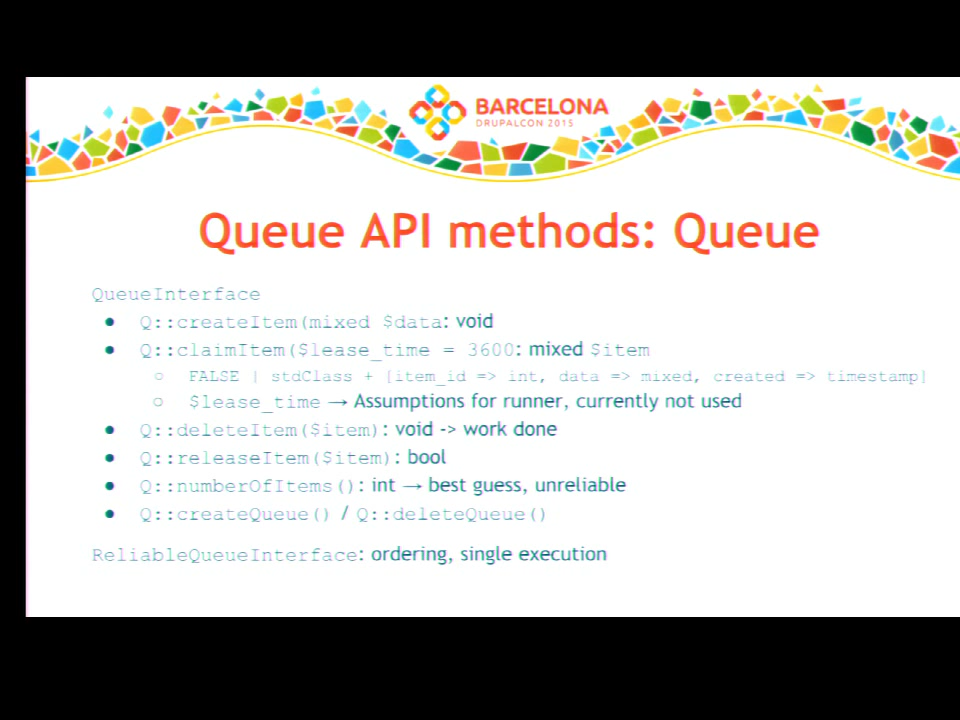 BARCELONA
DRUPALCON 2015
Queue API methods: Queue
QueueInterface
● Q::createItem(mixed $data: void
● Q::claimItem($lease_time = 3600: mixed $item
○ FALSE | stdClass + [item_id => int, data => mixed, created => timestamp]
○ $lease_time → Assumptions for runner, currently not used
● Q::deleteItem($item): void -> work done
● Q::releaseItem($item): bool
● Q::numberOfItems(): int → best guess, unreliable
● Q::createQueue() / Q::deleteQueue()
ReliableQueueInterface: ordering, single execution